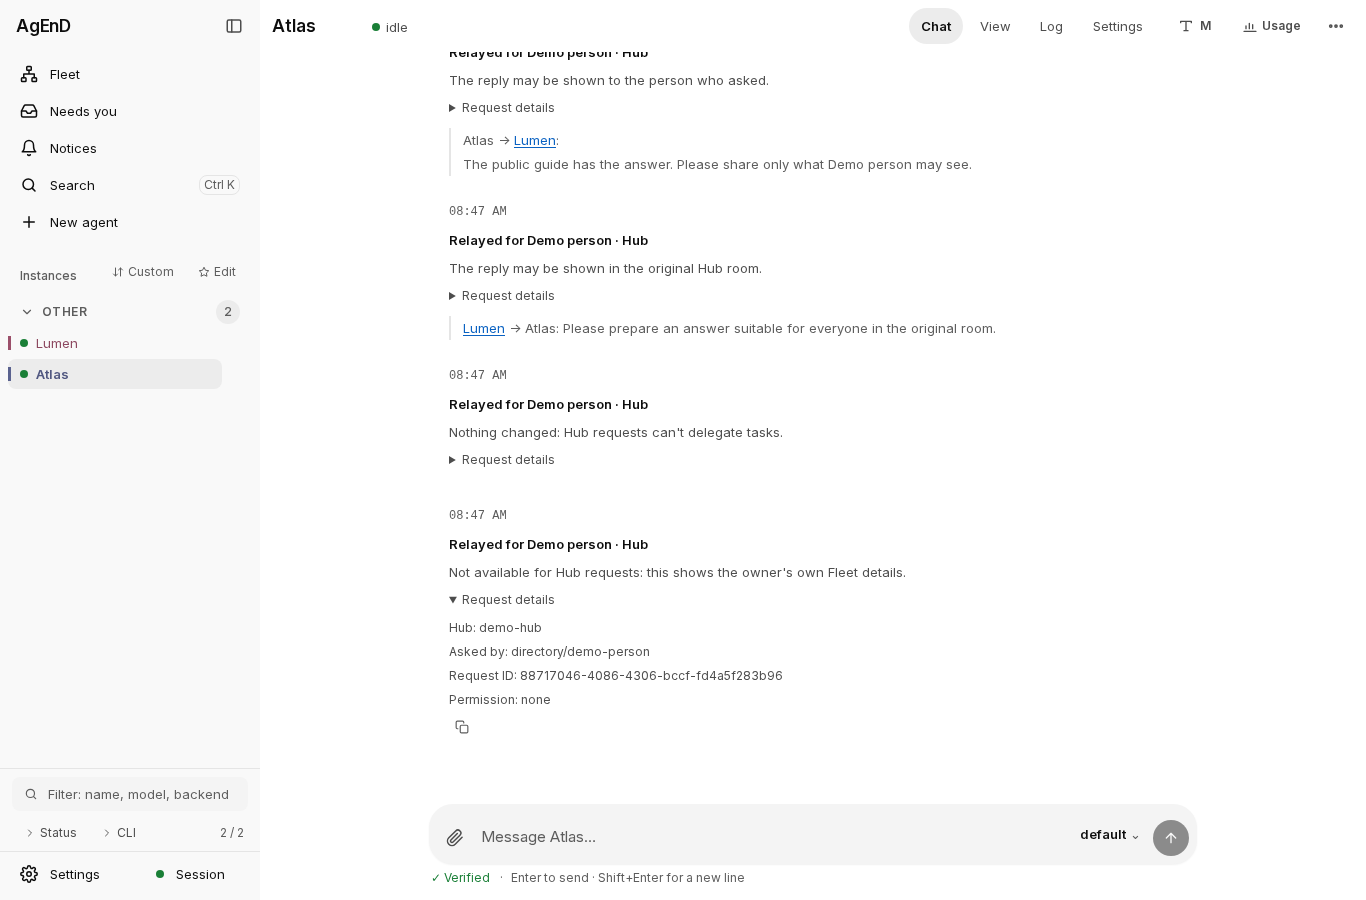 AgEnD
Fleet
Needs you
Notices
Search
Ctrl K
New agent
Instances
Custom
Edit
OTHER
2
Lumen
Atlas
Filter: name, model, backend
Status
CLI
2 / 2
Settings
Session
Atlas
idle
Chat
View
Log
Settings
M
Usage
Relayed for Demo person · Hub
The reply may be shown to the person who asked.
Request details
Atlas → Lumen:
The public guide has the answer. Please share only what Demo person may see.
08:47 AM
Relayed for Demo person · Hub
The reply may be shown in the original Hub room.
Request details
Lumen → Atlas: Please prepare an answer suitable for everyone in the original room.
08:47 AM
Relayed for Demo person · Hub
Nothing changed: Hub requests can't delegate tasks.
Request details
08:47 AM
Relayed for Demo person · Hub
Not available for Hub requests: this shows the owner's own Fleet details.
Request details
Hub: demo-hub
Asked by: directory/demo-person
Request ID: 88717046-4086-4306-bccf-fd4a5f283b96
Permission: none
Message Atlas...
default
✓ Verified · Enter to send · Shift+Enter for a new line